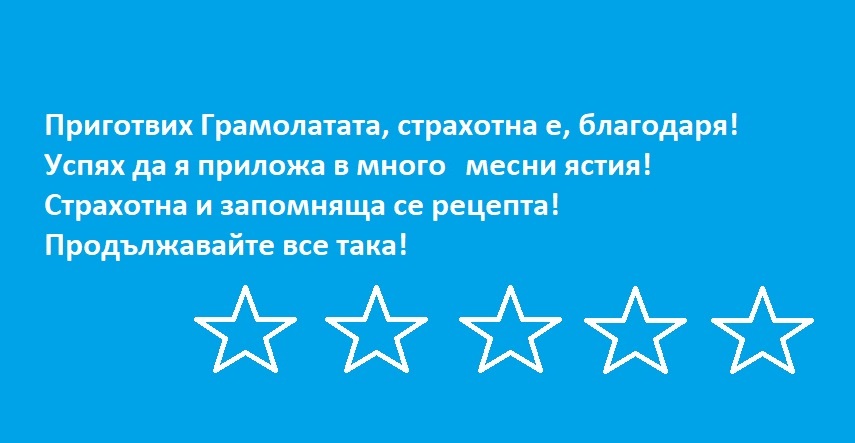 Приготвих Грамолатата, страхотна е, благодаря!
Успях да я приложа в много месни ястия!
Страхотна и запомняща се рецепта!
Продължавайте все така!